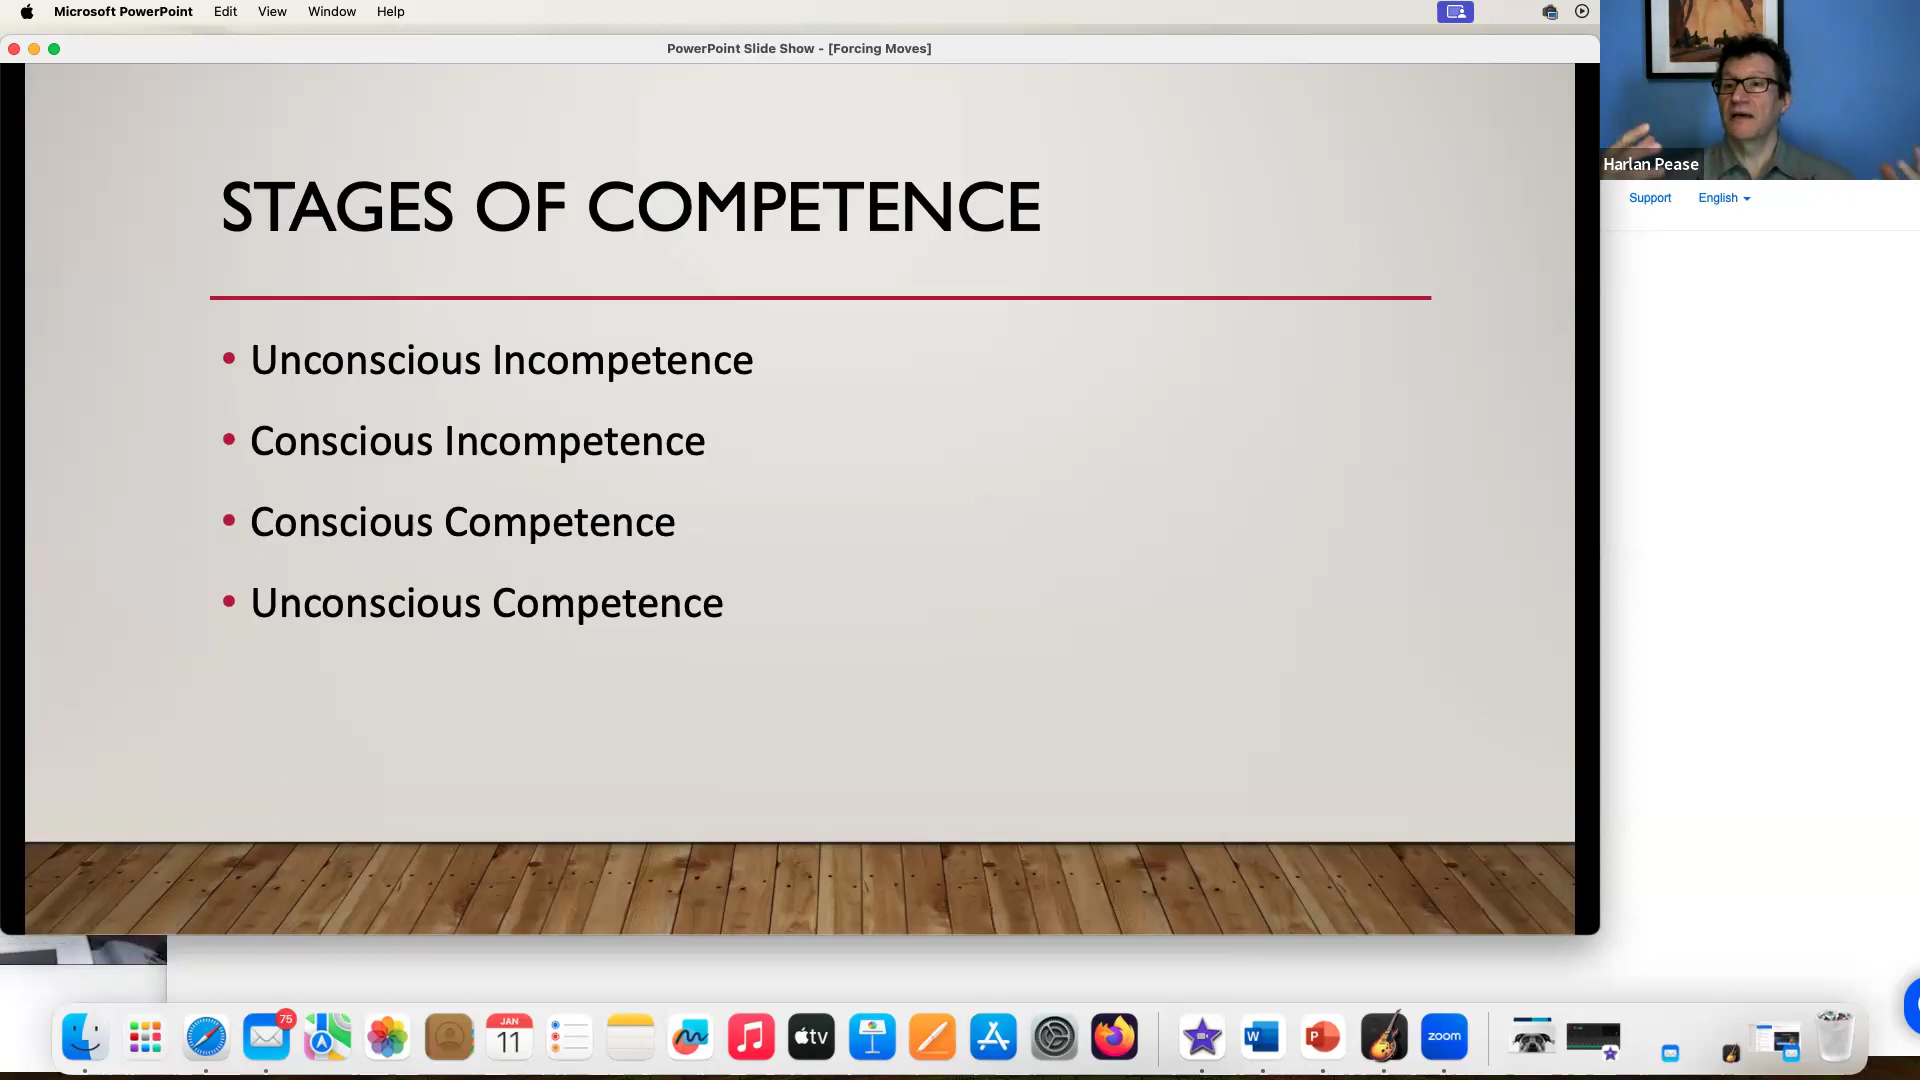 Microsoft PowerPoint Edit View Window Help
PowerPoint Slide Show - [Forcing Moves]
Harlan Pease
Support English
STAGES OF COMPETENCE
• Unconscious Incompetence
• Conscious Incompetence
• Conscious Competence
• Unconscious Competence
75
JAN
11
tv
W
P
zoom